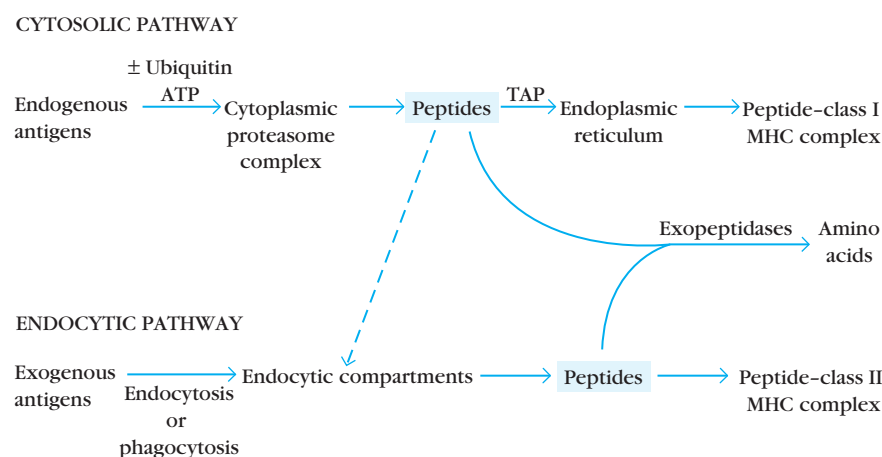 CYTOSOLIC PATHWAY
± Ubiquitin
ATP
Endogenous
antigens
Cytoplasmic
proteasome
complex
Peptides
TAP
Endoplasmic
reticulum
Peptide–class I
MHC complex
Exopeptidases
Amino
acids
ENDOCYTIC PATHWAY
Exogenous
antigens
Endocytosis
or
phagocytosis
Endocytic compartments
Peptides
Peptide–class II
MHC complex